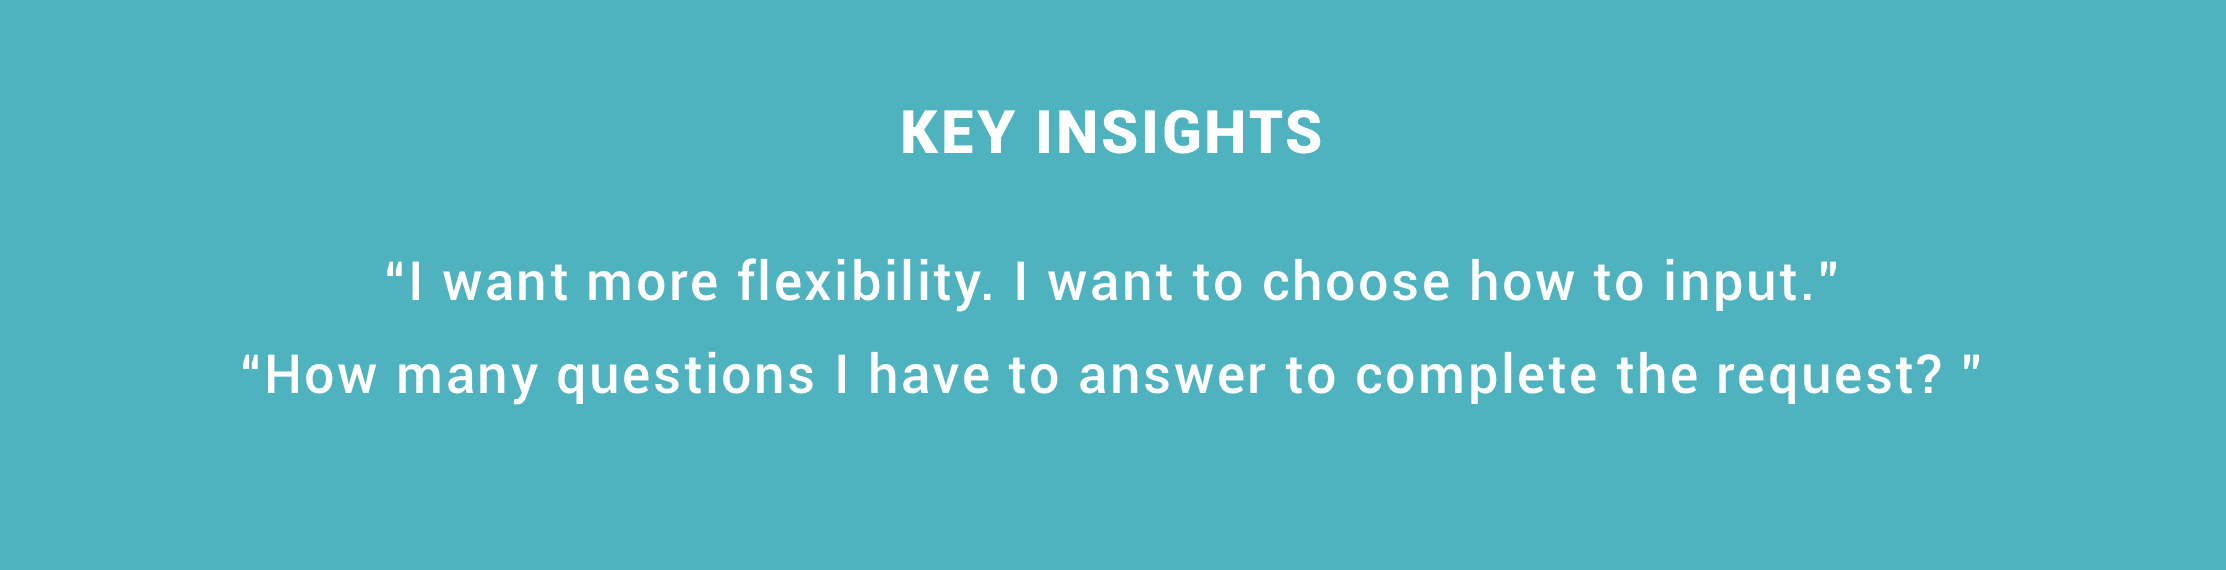 KEY INSIGHTS
“I want more flexibility. I want to choose how to input.”
“How many questions I have to answer to complete the request? ”